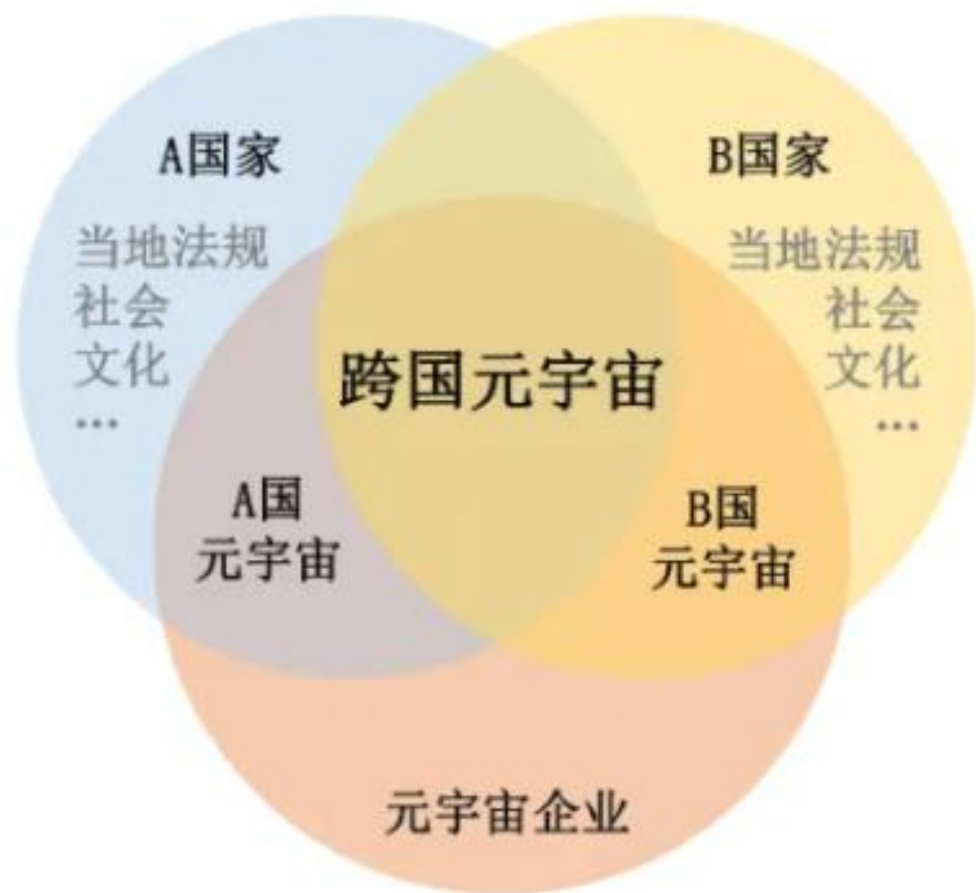 A国家
当地法规
社会
文化
...
B国家
当地法规
社会
文化
...
跨国元宇宙
A国
元宇宙
B国
元宇宙
元宇宙企业